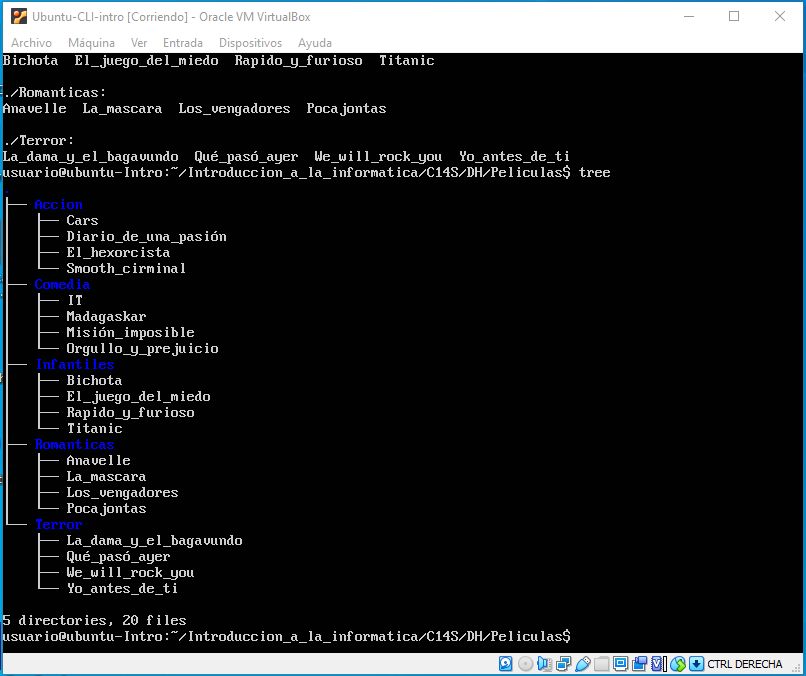 Ubuntu-CLI-intro [Corriendo] - Oracle VM VirtualBox
Archivo Máquina Ver Entrada Dispositivos Ayuda
Bichota El_juego_del_miedo Rapido_y_furioso Titanic
./Romanticas:
Anavelle La_mascara Los_vengadores Pocajontas
./Terror:
La_dama_y_el_bagavundo Qué_pasó_ayer We_will_rock_you Yo_antes_de_ti
usuario@ubuntu-Intro:~/Introduccion_a_la_informatica/C14S/DH/Peliculas$ tree
.
├── Accion
│   ├── Cars
│   ├── Diario_de_una_pasión
│   ├── El_hexorcista
│   └── Smooth_cirminal
├── Comedia
│   ├── IT
│   ├── Madagaskar
│   ├── Misión_imposible
│   └── Orgullo_y_prejuicio
├── Infantiles
│   ├── Bichota
│   ├── El_juego_del_miedo
│   ├── Rapido_y_furioso
│   └── Titanic
├── Romanticas
│   ├── Anavelle
│   ├── La_mascara
│   ├── Los_vengadores
│   └── Pocajontas
└── Terror
    ├── La_dama_y_el_bagavundo
    ├── Qué_pasó_ayer
    ├── We_will_rock_you
    └── Yo_antes_de_ti
5 directories, 20 files
usuario@ubuntu-Intro:~/Introduccion_a_la_informatica/C14S/DH/Peliculas$
CTRL DERECHA